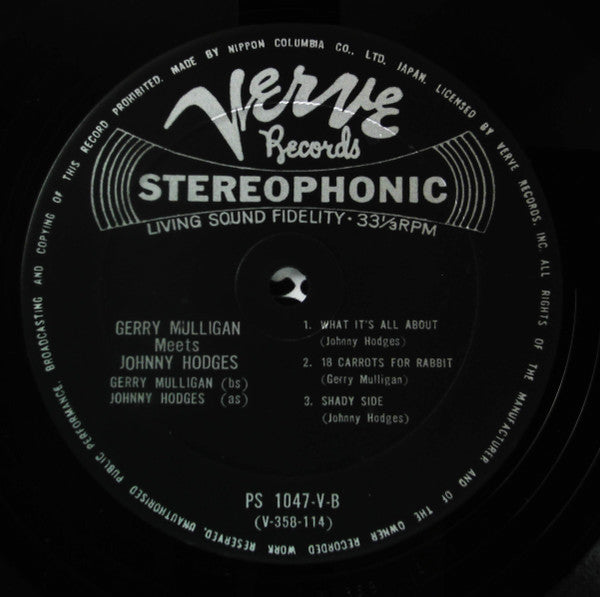 MADE BY NIPPON COLUMBIA CO., LTD. JAPAN. LICENSED BY VERVE RECORDS, INC. ALL RIGHTS OF THE MANUFACTURER AND OF THE OWNER RECORDED WORK RESERVED. UNAUTHORISED PUBLIC PERFORMANCE, BROADCASTING AND COPYING OF THIS RECORD PROHIBITED.
Verve
Records
STEREOPHONIC
LIVING SOUND FIDELITY · 33⅓RPM
GERRY MULLIGAN
Meets
JOHNNY HODGES
GERRY MULLIGAN (bs)
JOHNNY HODGES (as)
1. WHAT IT'S ALL ABOUT
(Johnny Hodges)
2. 18 CARROTS FOR RABBIT
(Gerry Mulligan)
3. SHADY SIDE
(Johnny Hodges)
PS 1047-V-B
(V-358-114)